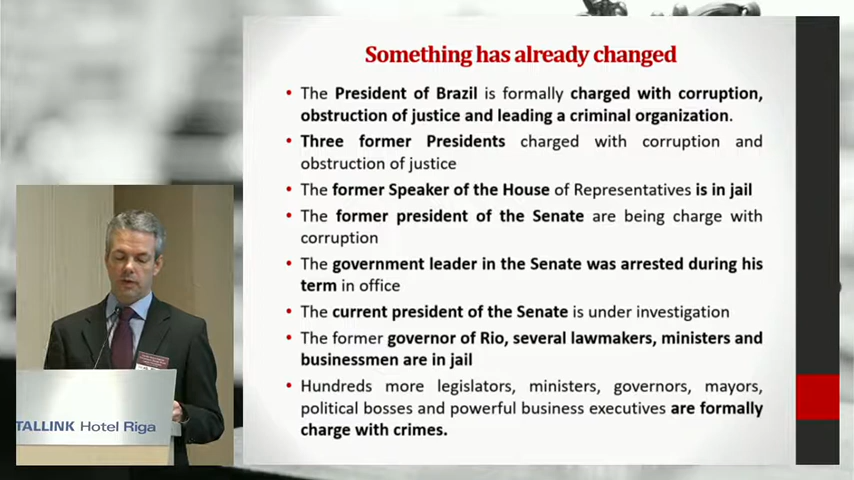 Something has already changed
• The President of Brazil is formally charged with corruption,
obstruction of justice and leading a criminal organization.
• Three former Presidents charged with corruption and
obstruction of justice
• The former Speaker of the House of Representatives is in jail
• The former president of the Senate are being charge with
corruption
• The government leader in the Senate was arrested during his
term in office
• The current president of the Senate is under investigation
• The former governor of Rio, several lawmakers, ministers and
businessmen are in jail
• Hundreds more legislators, ministers, governors, mayors,
political bosses and powerful business executives are formally
charge with crimes.
TALLINK Hotel Riga